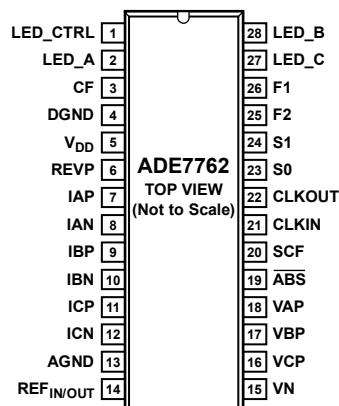 LED_CTRL 1 28 LED_B
LED_A 2 27 LED_C
CF 3 26 F1
DGND 4 25 F2
VDD 5 24 S1
REVP 6 ADE7762 23 S0
IAP 7 TOP VIEW 22 CLKOUT
IAN 8 (Not to Scale) 21 CLKIN
IBP 9 20 SCF
IBN 10 19 ABS
ICP 11 18 VAP
ICN 12 17 VBP
AGND 13 16 VCP
REFIN/OUT 14 15 VN